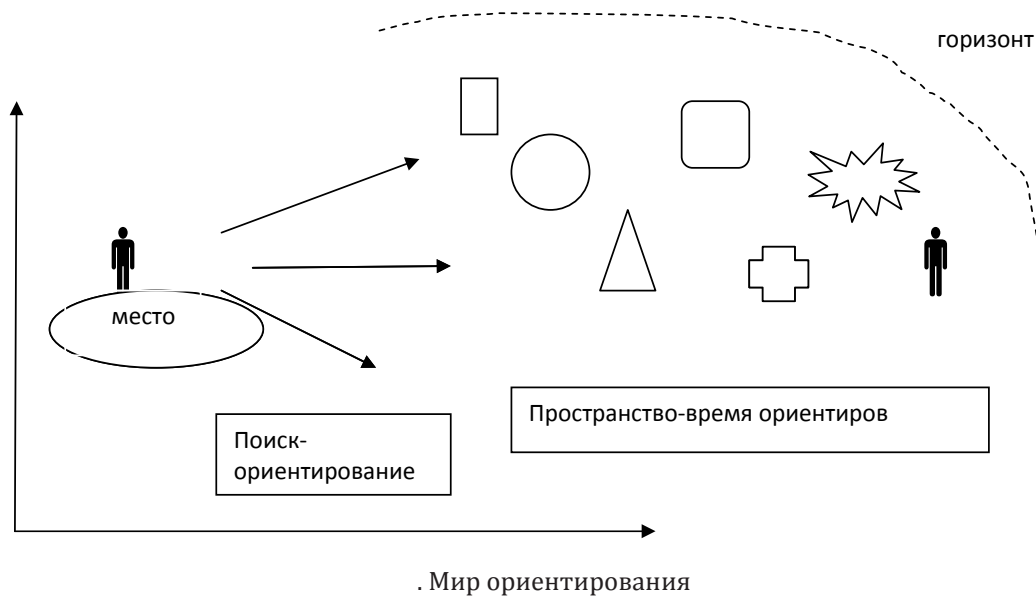 горизонт
место
Пространство-время ориентиров
Поиск-
ориентирование
. Мир ориентирования